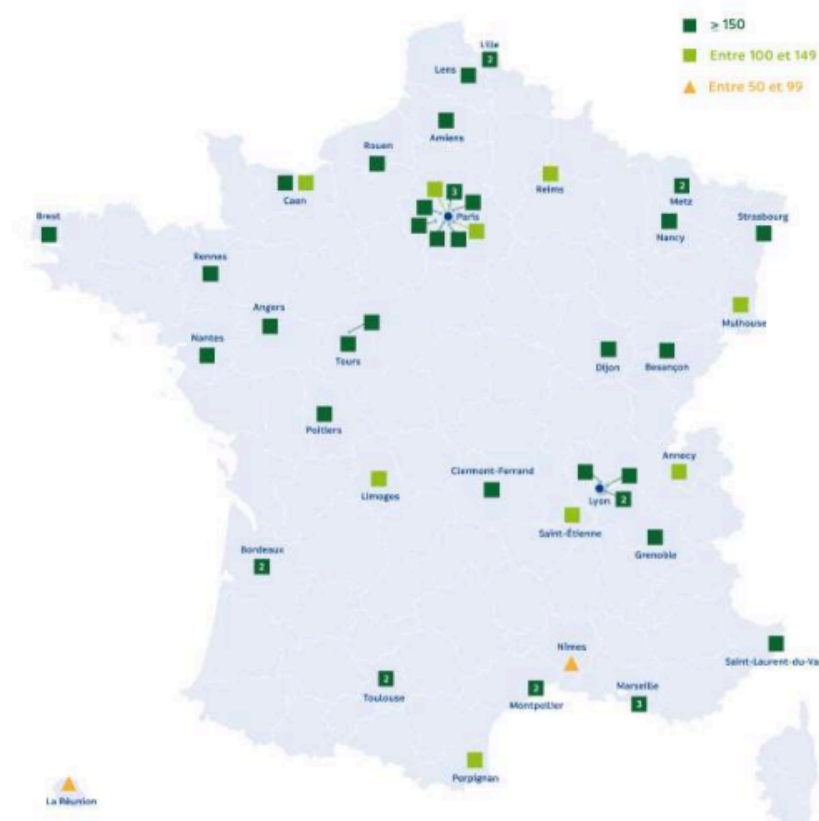 ≥ 150
Entre 100 et 149
Entre 50 et 99
Lille
2
Lens
Amiens
Rouen
Caen
3
Paris
Reims
2
Metz
Nancy
Strasbourg
Brest
Rennes
Angers
Nantes
Tours
Mulhouse
Dijon
Besançon
Poitiers
Limoges
Clermont-Ferrand
Lyon
2
Annecy
Saint-Étienne
Grenoble
Bordeaux
2
Nîmes
Saint-Laurent-du-Va
2
Toulouse
2
Montpellier
Marseille
3
Perpignan
La Réunion